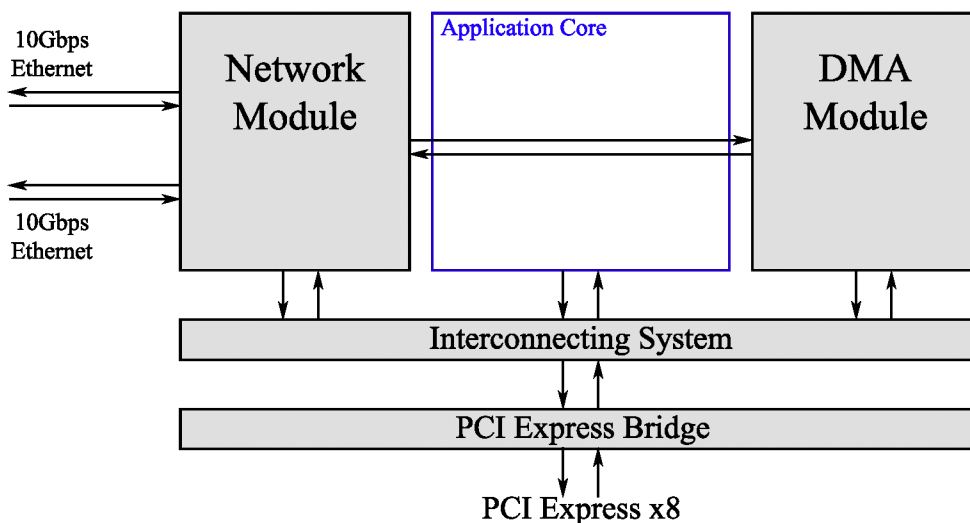 10Gbps
Ethernet
Network
Module
Application Core
DMA
Module
10Gbps
Ethernet
Interconnecting System
PCI Express Bridge
PCI Express x8